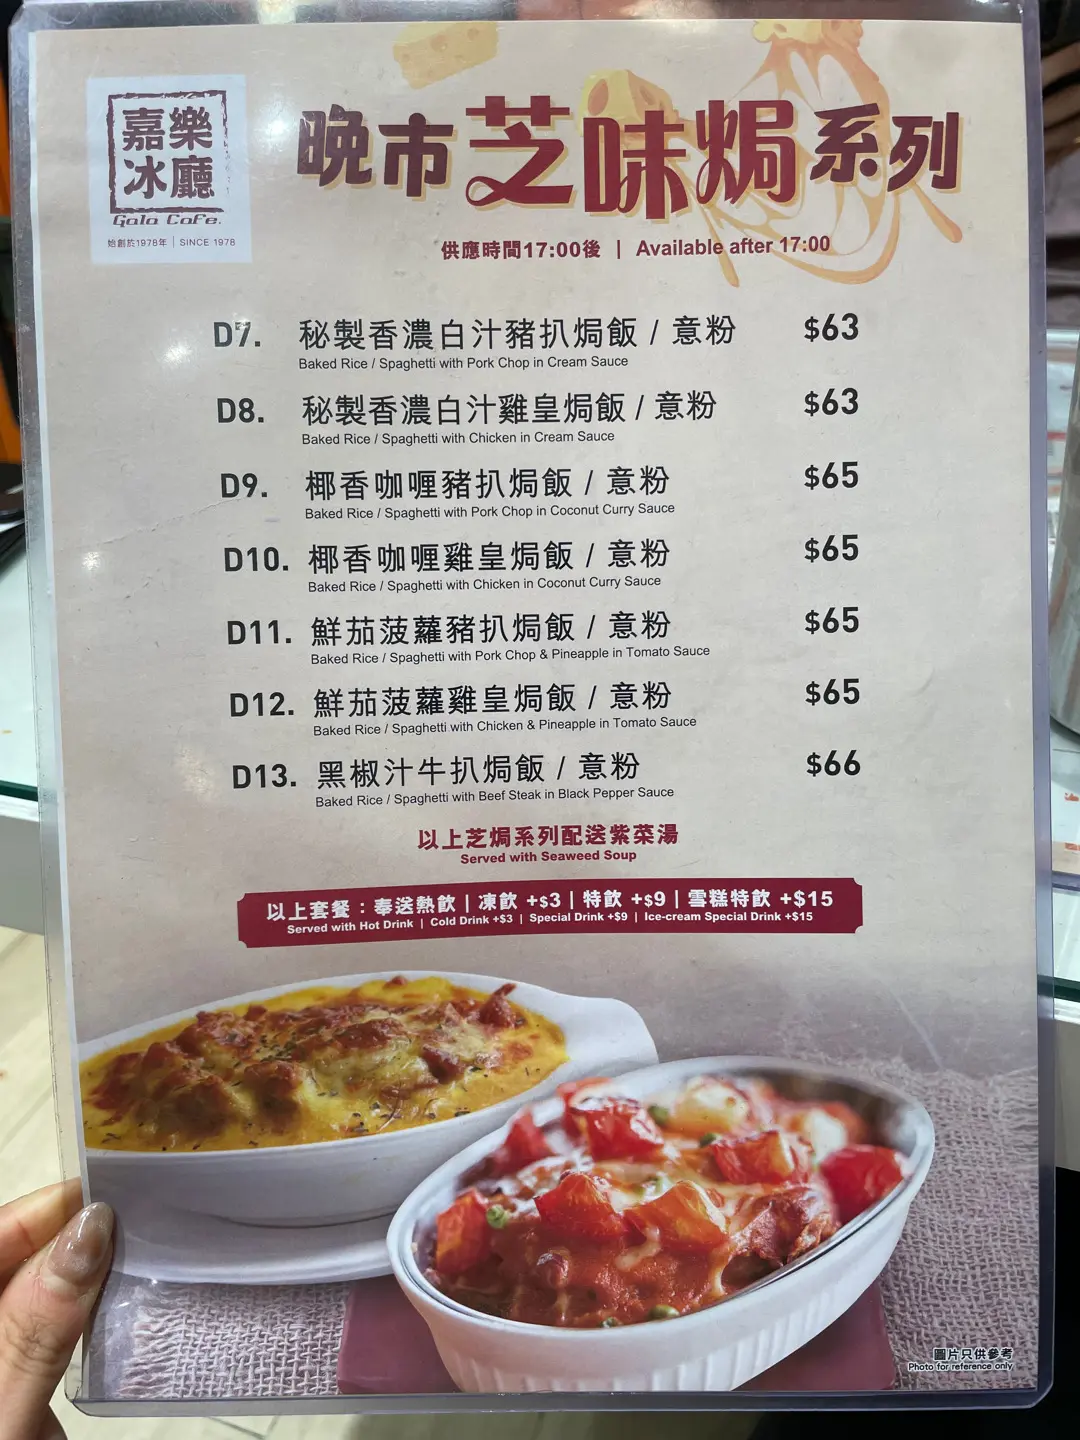 嘉樂
冰廳
Gala Cafe.
始創於1978年 | SINCE 1978
晚市芝味焗系列
供應時間17:00後 | Available after 17:00
D7. 秘製香濃白汁豬扒焗飯 / 意粉 $63
Baked Rice / Spaghetti with Pork Chop in Cream Sauce
D8. 秘製香濃白汁雞皇焗飯 / 意粉 $63
Baked Rice / Spaghetti with Chicken in Cream Sauce
D9. 椰香咖喱豬扒焗飯 / 意粉 $65
Baked Rice / Spaghetti with Pork Chop in Coconut Curry Sauce
D10. 椰香咖喱雞皇焗飯 / 意粉 $65
Baked Rice / Spaghetti with Chicken in Coconut Curry Sauce
D11. 鮮茄菠蘿豬扒焗飯 / 意粉 $65
Baked Rice / Spaghetti with Pork Chop & Pineapple in Tomato Sauce
D12. 鮮茄菠蘿雞皇焗飯 / 意粉 $65
Baked Rice / Spaghetti with Chicken & Pineapple in Tomato Sauce
D13. 黑椒汁牛扒焗飯 / 意粉 $66
Baked Rice / Spaghetti with Beef Steak in Black Pepper Sauce
以上芝焗系列配送紫菜湯
Served with Seaweed Soup
以上套餐：奉送熱飲 | 凍飲 +$3 | 特飲 +$9 | 雪糕特飲 +$15
Served with Hot Drink | Cold Drink +$3 | Special Drink +$9 | Ice-cream Special Drink +$15
圖片只供參考
Photo for reference only